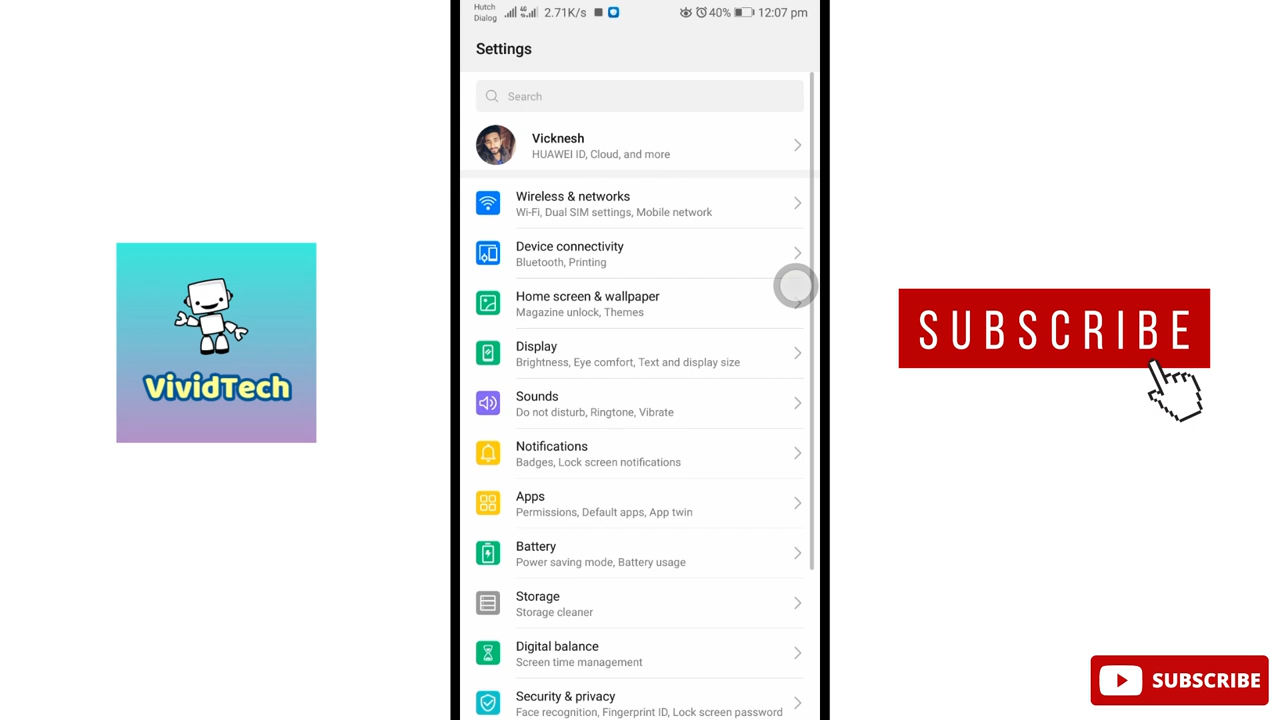 Hutch
Dialog
4G
2.71K/s
40%
12:07 pm
Settings
Search
Vicknesh
HUAWEI ID, Cloud, and more
Wireless & networks
Wi-Fi, Dual SIM settings, Mobile network
Device connectivity
Bluetooth, Printing
Home screen & wallpaper
Magazine unlock, Themes
Display
Brightness, Eye comfort, Text and display size
Sounds
Do not disturb, Ringtone, Vibrate
Notifications
Badges, Lock screen notifications
Apps
Permissions, Default apps, App twin
Battery
Power saving mode, Battery usage
Storage
Storage cleaner
Digital balance
Screen time management
Security & privacy
Face recognition, Fingerprint ID, Lock screen password
VividTech
SUBSCRIBE
SUBSCRIBE